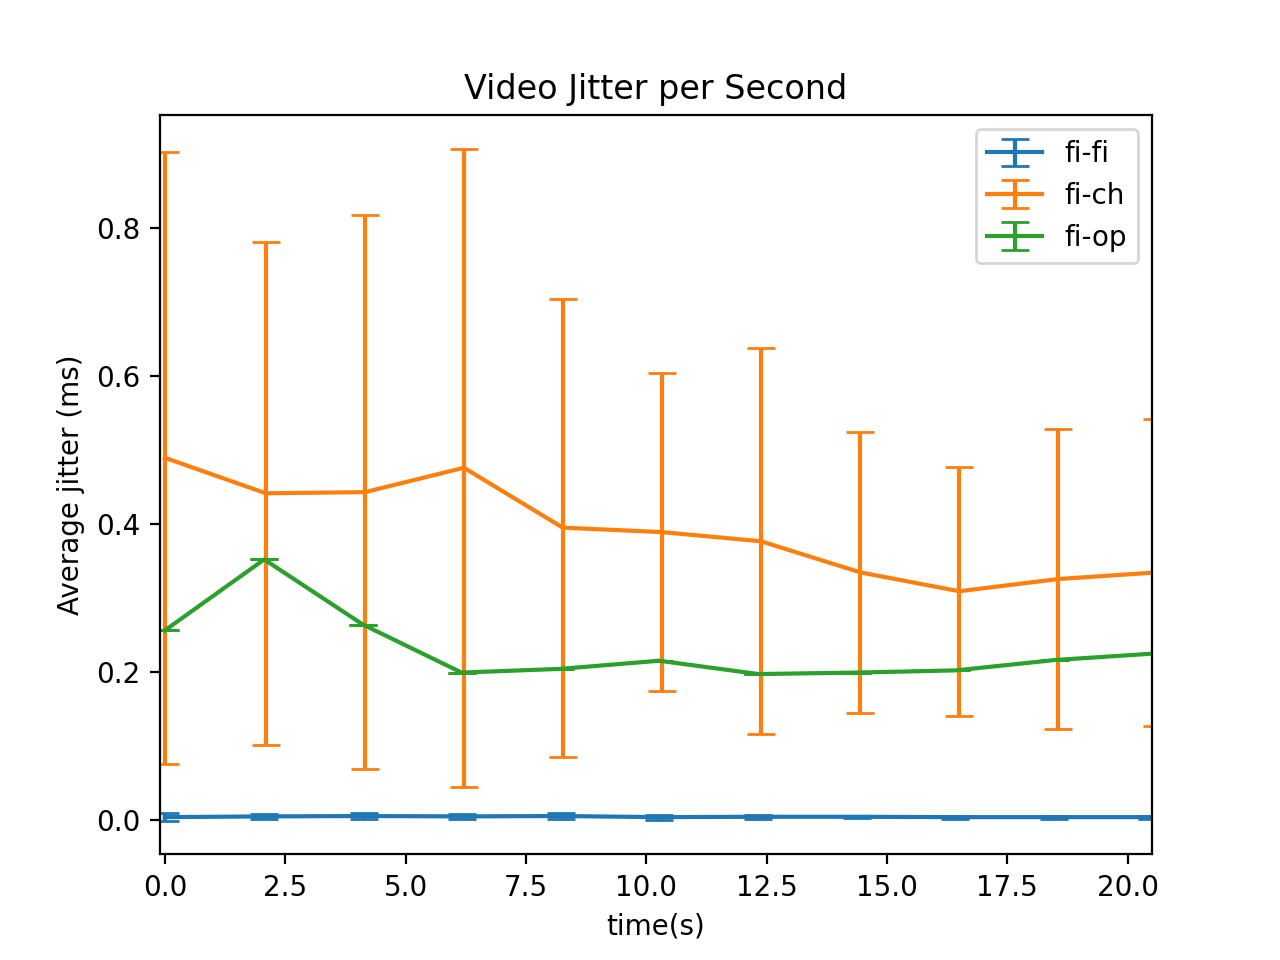 Video Jitter per Second
fi-fi
fi-ch
fi-op
Average jitter (ms)
0.8
0.6
0.4
0.2
0.0
0.0 2.5 5.0 7.5 10.0 12.5 15.0 17.5 20.0
time(s)